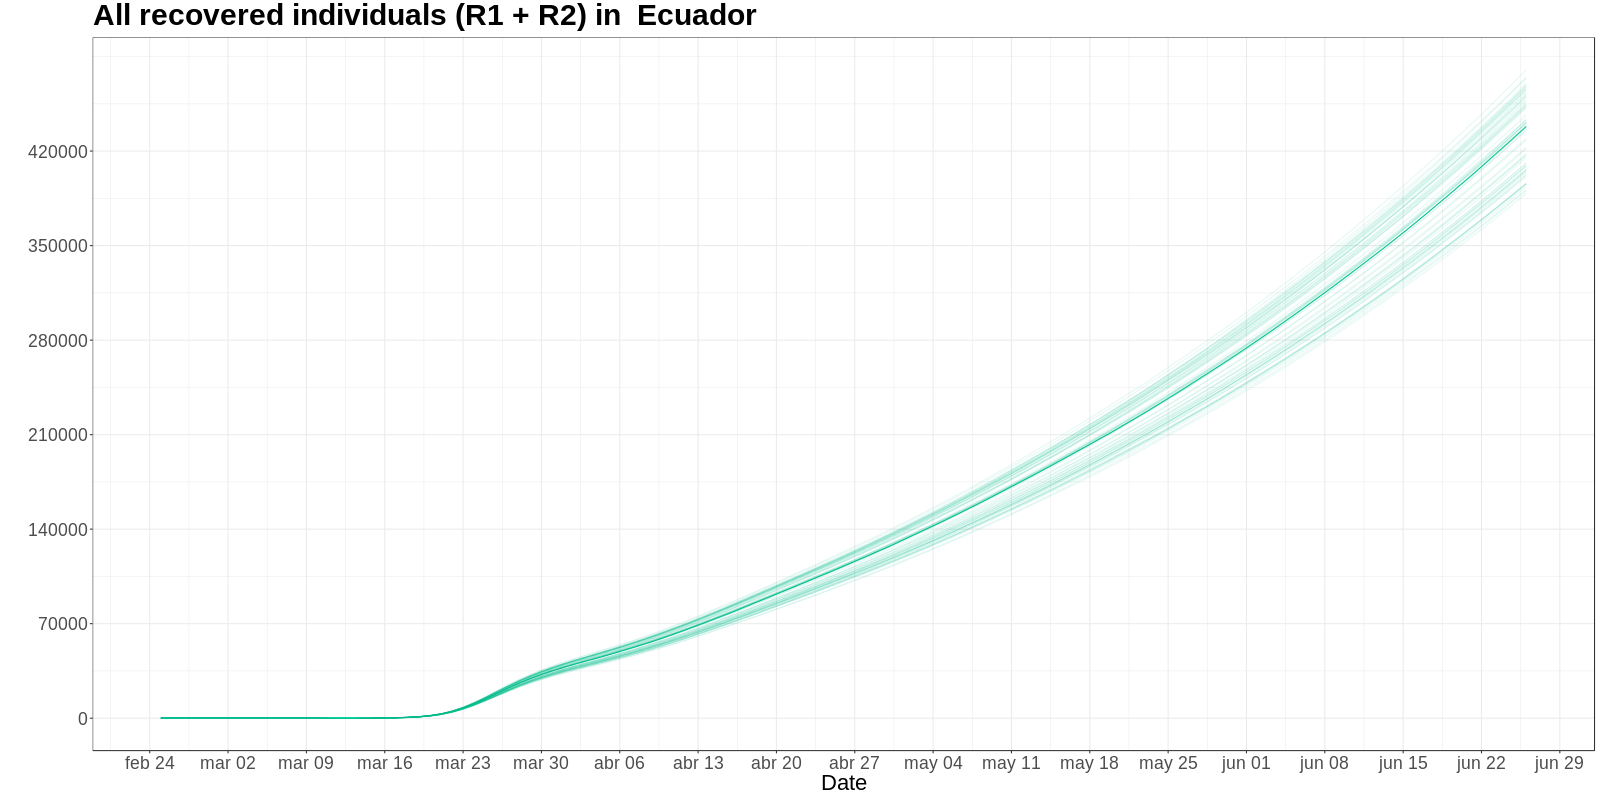 All recovered individuals (R1 + R2) in  Ecuador
420000
350000
280000
210000
140000
70000
0
feb 24 mar 02 mar 09 mar 16 mar 23 mar 30 abr 06 abr 13 abr 20 abr 27 may 04 may 11 may 18 may 25 jun 01 jun 08 jun 15 jun 22 jun 29
Date